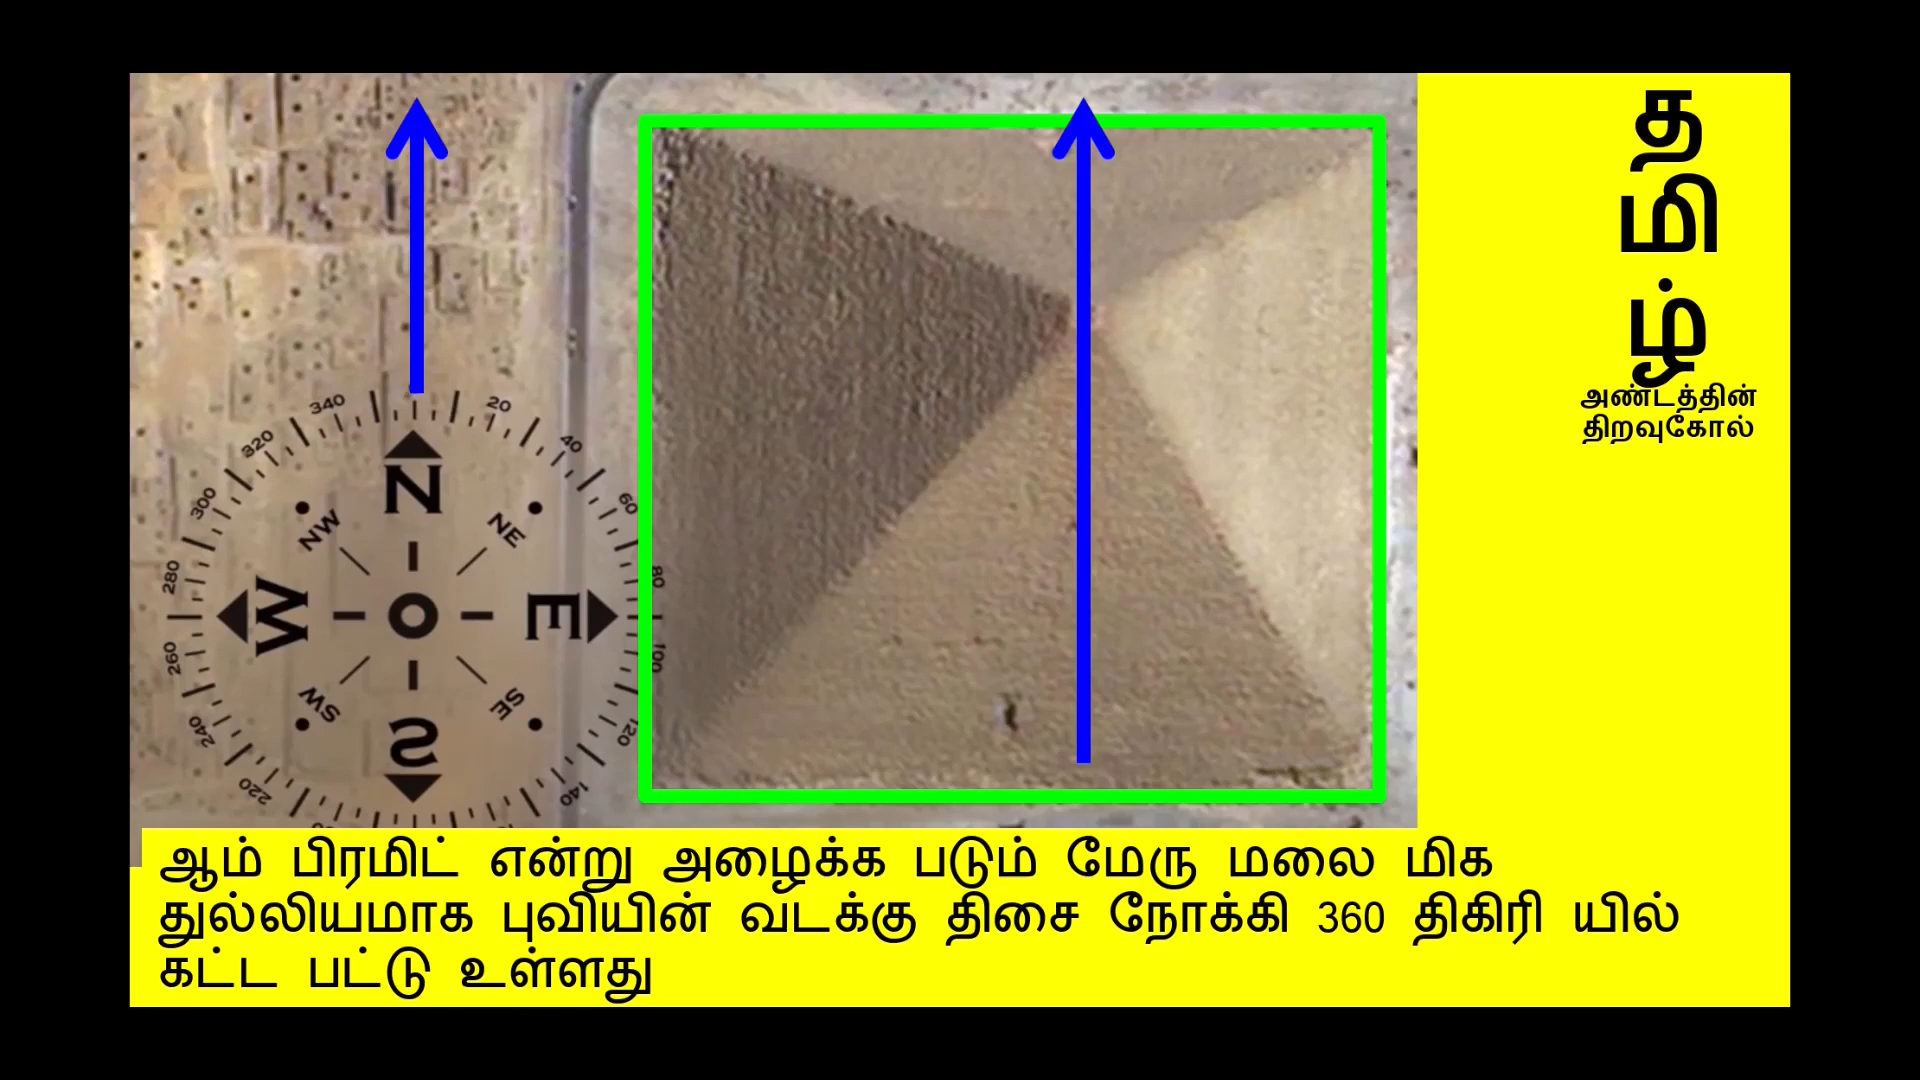 த
மி
ழ்
அண்டத்தின்
திறவுகோல்
340
20
320
40
N
300
60
NW
NE
280
80
W
E
260
100
SW
SE
240
S
120
220
140
ஆம் பிரமிட் என்று அழைக்க படும் மேரு மலை மிக
துல்லியமாக புவியின் வடக்கு திசை நோக்கி 360 திகிரி யில்
கட்ட பட்டு உள்ளது